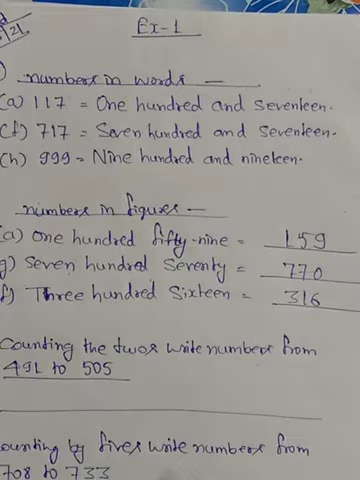 21
Ex-1
numbers in words —
(a) 117 = One hundred and seventeen.
(f) 717 = Seven hundred and seventeen.
(h) 999 = Nine hundred and nineteen.
numbers in figures —
(a) One hundred fifty-nine = 159
g) Seven hundred Seventy = 770
f) Three hundred Sixteen = 316
Counting the twos write numbers from
491 to 505
ounting by fives write numbers from
708 to 733